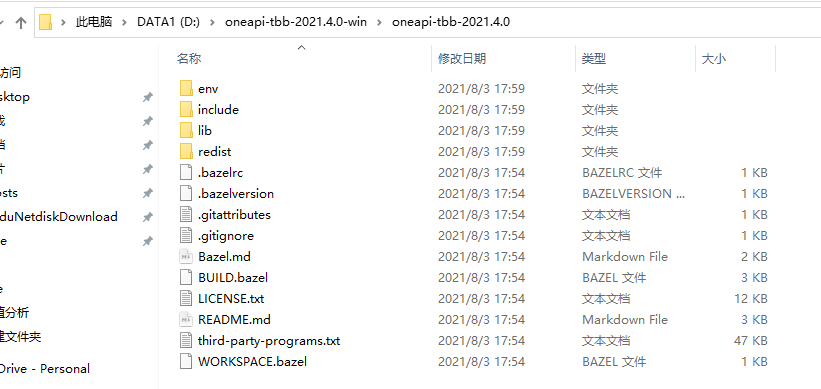 此电脑 DATA1 (D:) oneapi-tbb-2021.4.0-win oneapi-tbb-2021.4.0
名称 修改日期 类型 大小
访问
sktop
戏
档
片
osts
duNetdiskDownload
e
e
值分析
建文件夹
Drive - Personal
env 2021/8/3 17:59 文件夹
include 2021/8/3 17:59 文件夹
lib 2021/8/3 17:59 文件夹
redist 2021/8/3 17:59 文件夹
.bazelrc 2021/8/3 17:54 BAZELRC 文件 1 KB
.bazelversion 2021/8/3 17:54 BAZELVERSION ... 1 KB
.gitattributes 2021/8/3 17:54 文本文档 1 KB
.gitignore 2021/8/3 17:54 文本文档 1 KB
Bazel.md 2021/8/3 17:54 Markdown File 2 KB
BUILD.bazel 2021/8/3 17:54 BAZEL 文件 3 KB
LICENSE.txt 2021/8/3 17:54 文本文档 12 KB
README.md 2021/8/3 17:54 Markdown File 3 KB
third-party-programs.txt 2021/8/3 17:54 文本文档 47 KB
WORKSPACE.bazel 2021/8/3 17:54 BAZEL 文件 1 KB